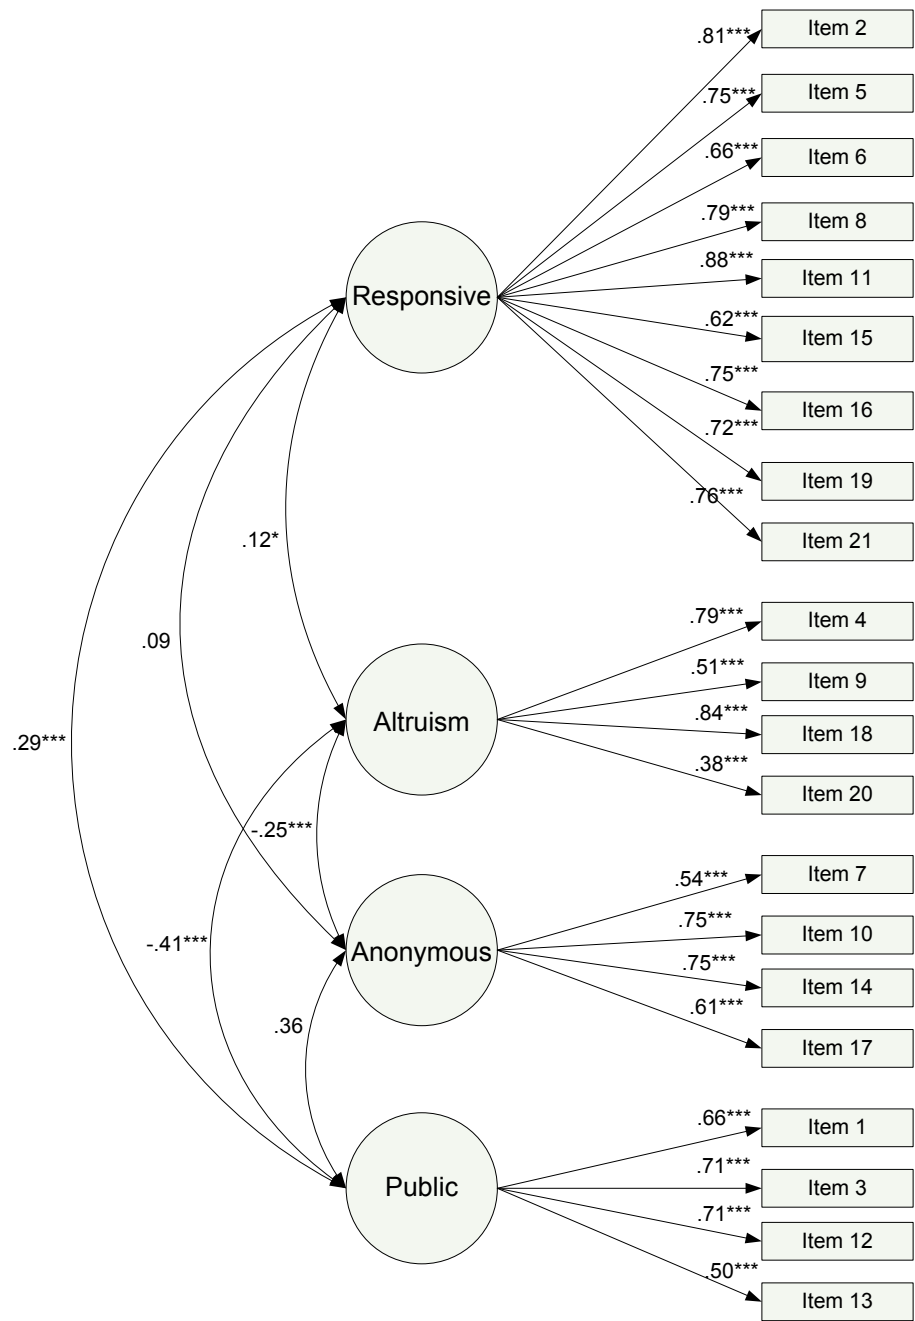 .81***
Item 2
.75***
Item 5
.66***
Item 6
.79***
Item 8
.88***
Item 11
Responsive
.62***
Item 15
.75***
Item 16
.72***
Item 19
.76***
Item 21
.12*
.79***
Item 4
.09
.51***
Item 9
Altruism
.84***
Item 18
.29***
.38***
Item 20
-.25***
.54***
Item 7
.75***
Item 10
-.41***
Anonymous
.75***
Item 14
.61***
Item 17
.36
.66***
Item 1
.71***
Item 3
Public
.71***
Item 12
.50***
Item 13